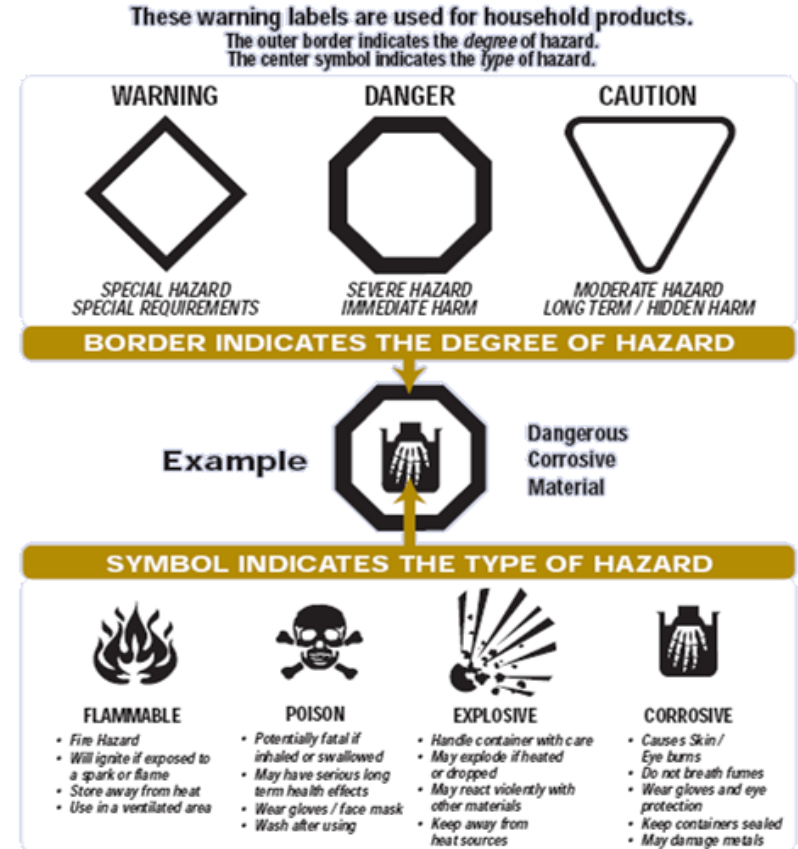 These warning labels are used for household products.
The outer border indicates the degree of hazard.
The center symbol indicates the type of hazard.
WARNING
DANGER
CAUTION
SPECIAL HAZARD
SPECIAL REQUIREMENTS
SEVERE HAZARD
IMMEDIATE HARM
MODERATE HAZARD
LONG TERM / HIDDEN HARM
BORDER INDICATES THE DEGREE OF HAZARD
Example
Dangerous
Corrosive
Material
SYMBOL INDICATES THE TYPE OF HAZARD
FLAMMABLE
• Fire Hazard
• Will ignite if exposed to
a spark or flame
• Store away from heat
• Use in a ventilated area
POISON
• Potentially fatal if
inhaled or swallowed
• May have serious long
term health effects
• Wear gloves / face mask
• Wash after using
EXPLOSIVE
• Handle container with care
• May explode if heated
or dropped
• May react violently with
other materials
• Keep away from
heat sources
CORROSIVE
• Causes Skin /
Eye burns
• Do not breath fumes
• Wear gloves and eye
protection
• Keep containers sealed
• May damage metals